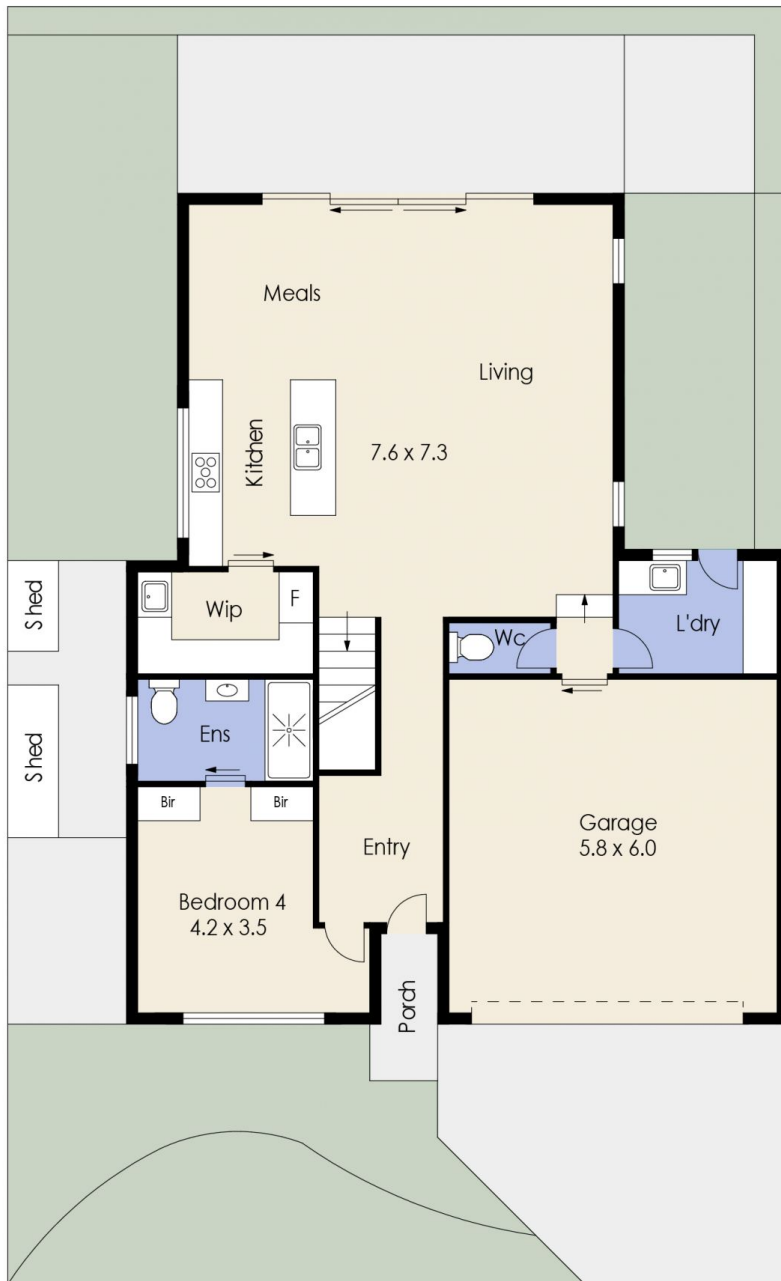 Meals
Living
Kitchen
7.6 x 7.3
Shed
Wip
F
Wc
L'dry
Shed
Ens
Bir
Bir
Garage
5.8 x 6.0
Entry
Bedroom 4
4.2 x 3.5
Porch